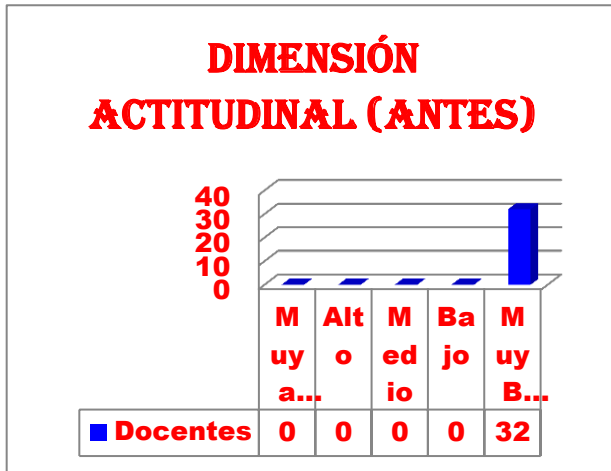 DIMENSIÓN
ACTITUDINAL (ANTES)
40
30
20
10
0
M Alt M Ba M
uy o ed jo uy
a... io B...
Docentes 0 0 0 0 32